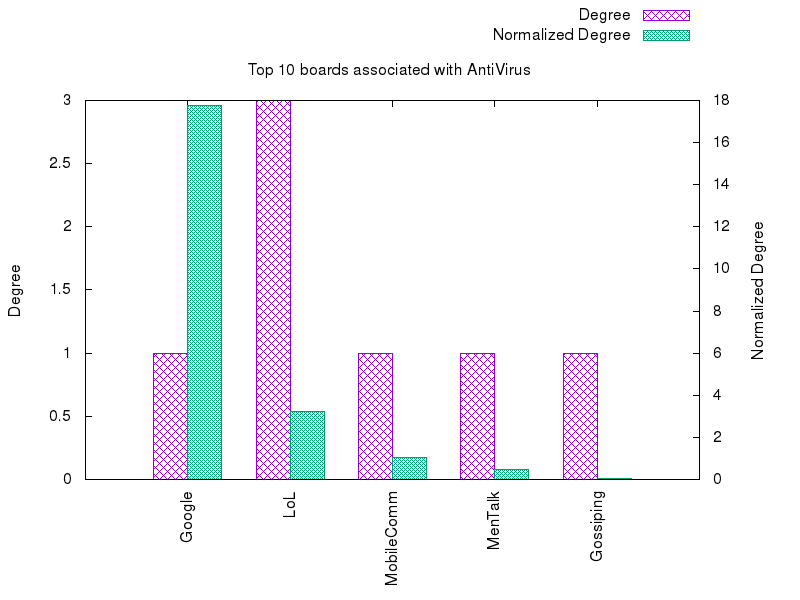 Degree
Normalized Degree
Top 10 boards associated with AntiVirus
3
2.5
2
1.5
1
0.5
0
18
16
14
12
10
8
6
4
2
0
Degree
Normalized Degree
Google
LoL
MobileComm
MenTalk
Gossiping